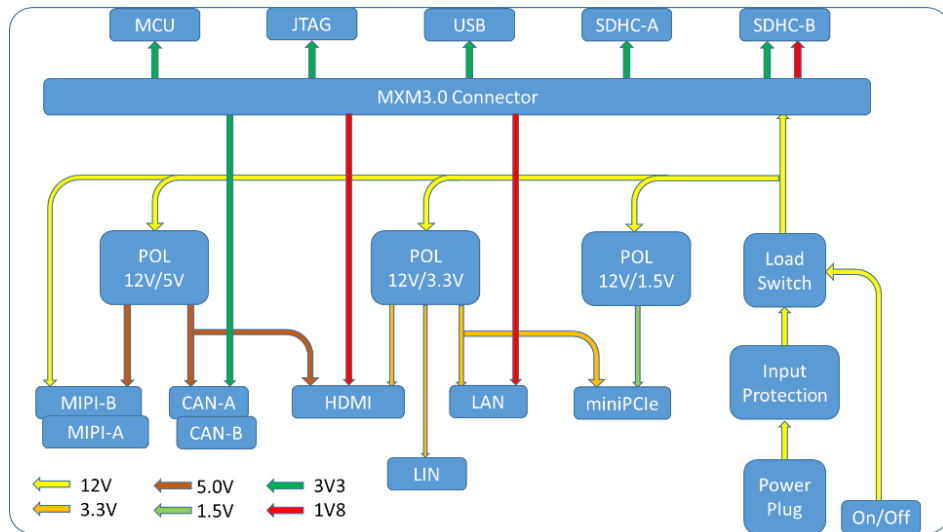 MCU
JTAG
USB
SDHC-A
SDHC-B
MXM3.0 Connector
POL
12V/5V
POL
12V/3.3V
POL
12V/1.5V
Load
Switch
Input
Protection
MIPI-B
MIPI-A
CAN-A
CAN-B
HDMI
LAN
miniPCIe
LIN
Power
Plug
On/Off
12V
5.0V
3V3
3.3V
1.5V
1V8